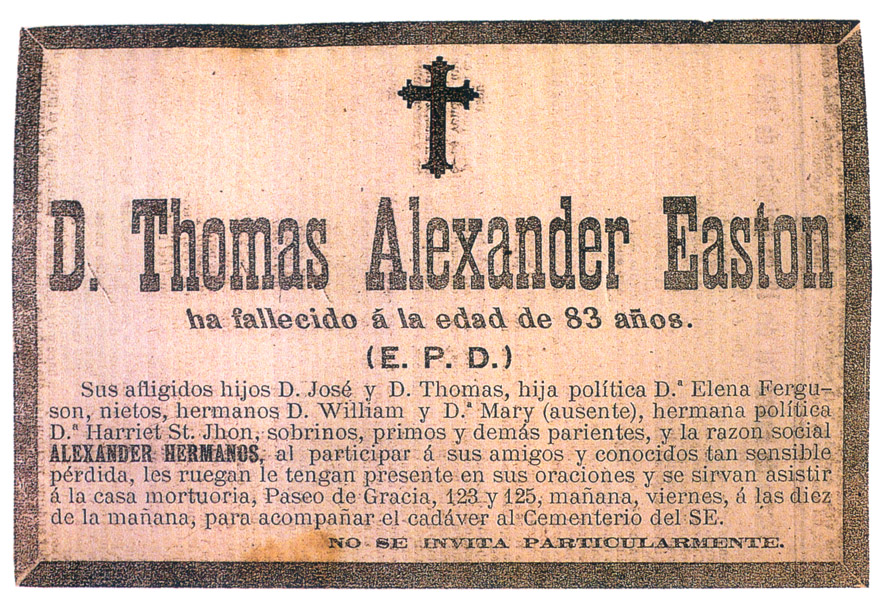 D. Thomas Alexander Easton
ha fallecido á la edad de 83 años.
(E. P. D.)
Sus afligidos hijos D. José y D. Thomas, hija política D.ª Elena Fergu-
son, nietos, hermanos D. William y D.ª Mary (ausente), hermana política
D.ª Harriet St. Jhon, sobrinos, primos y demás parientes, y la razon social
ALEXANDER HERMANOS, al participar á sus amigos y conocidos tan sensible
pérdida, les ruegan le tengan presente en sus oraciones y se sirvan asistir
á la casa mortuoria, Paseo de Gracia, 123 y 125, mañana, viernes, á las diez
de la mañana, para acompañar el cadáver al Cementerio del SE.
NO SE INVITA PARTICULARMENTE.